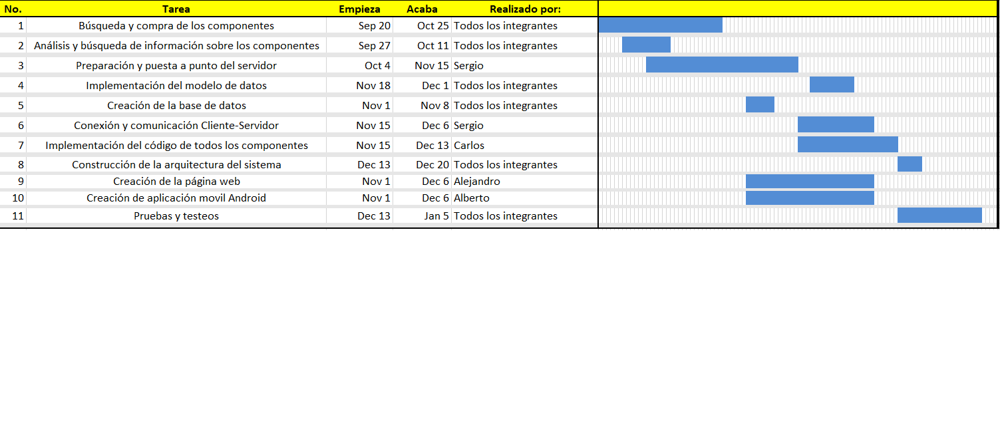 No. Tarea Empieza Acaba Realizado por:
1 Búsqueda y compra de los componentes Sep 20 Oct 25 Todos los integrantes
2 Análisis y búsqueda de información sobre los componentes Sep 27 Oct 11 Todos los integrantes
3 Preparación y puesta a punto del servidor Oct 4 Nov 15 Sergio
4 Implementación del modelo de datos Nov 18 Dec 1 Todos los integrantes
5 Creación de la base de datos Nov 1 Nov 8 Todos los integrantes
6 Conexión y comunicación Cliente-Servidor Nov 15 Dec 6 Sergio
7 Implementación del código de todos los componentes Nov 15 Dec 13 Carlos
8 Construcción de la arquitectura del sistema Dec 13 Dec 20 Todos los integrantes
9 Creación de la página web Nov 1 Dec 6 Alejandro
10 Creación de aplicación movil Android Nov 1 Dec 6 Alberto
11 Pruebas y testeos Dec 13 Jan 5 Todos los integrantes